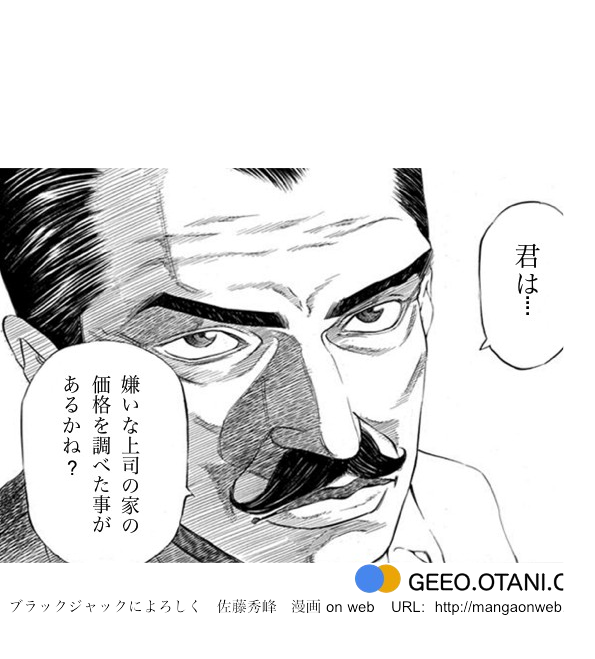 君は……
嫌いな上司の家の
価格を調べた事が
あるかね？
GEEO.OTANI.C
ブラックジャックによろしく　佐藤秀峰　漫画 on web　URL: http://mangaonweb